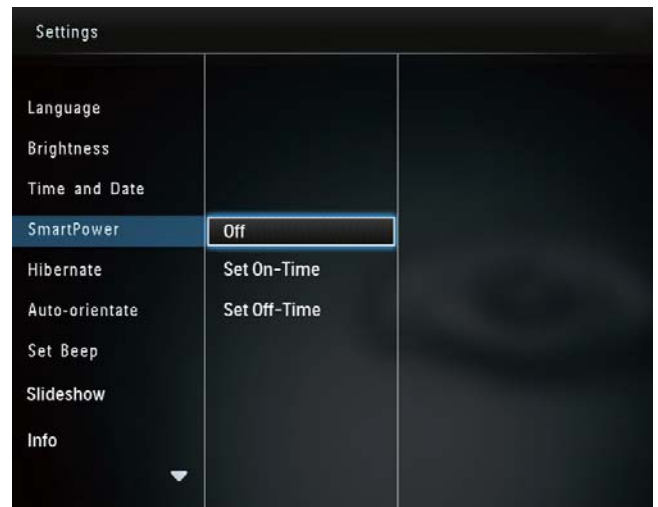 Settings
Language
Brightness
Time and Date
SmartPower
Off
Hibernate
Set On-Time
Auto-orientate
Set Off-Time
Set Beep
Slideshow
Info